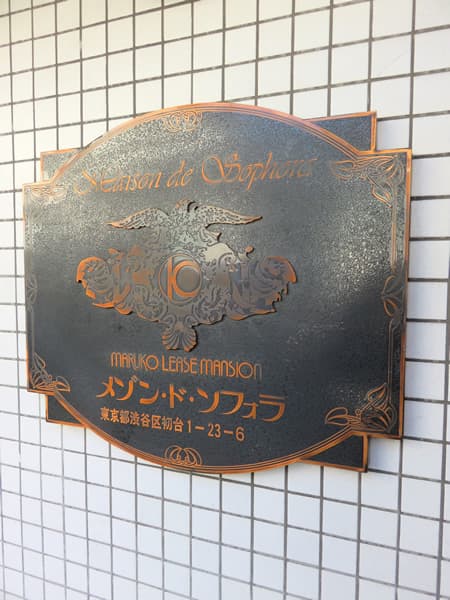 Maison de Sophora
IC
MARUKO LEASE MANSION
メゾン・ド・ソフォラ
東京都渋谷区初台1-23-6